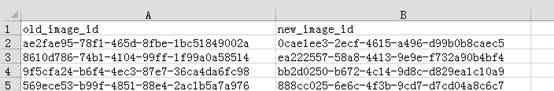 A B
1 old_image_id new_image_id
2 ae2fae95-78f1-465d-8fbe-1bc51849002a 0cae1ee3-2ecf-4615-a496-d99b0b8caec5
3 8610d786-74b1-4104-99ff-1f99a0a58514 ea222557-58a8-4413-9e9e-f732a90b4bf4
4 9f5cfa24-b6f4-4ec3-87e7-36ca4da6fc98 bb2d0250-b672-4c14-9d8c-d829ea1c10a9
5 569ece53-b99f-4851-88e4-2ac1b5a7a976 888cc025-6e6c-4f3b-9cd7-d7cd04a8c6c7